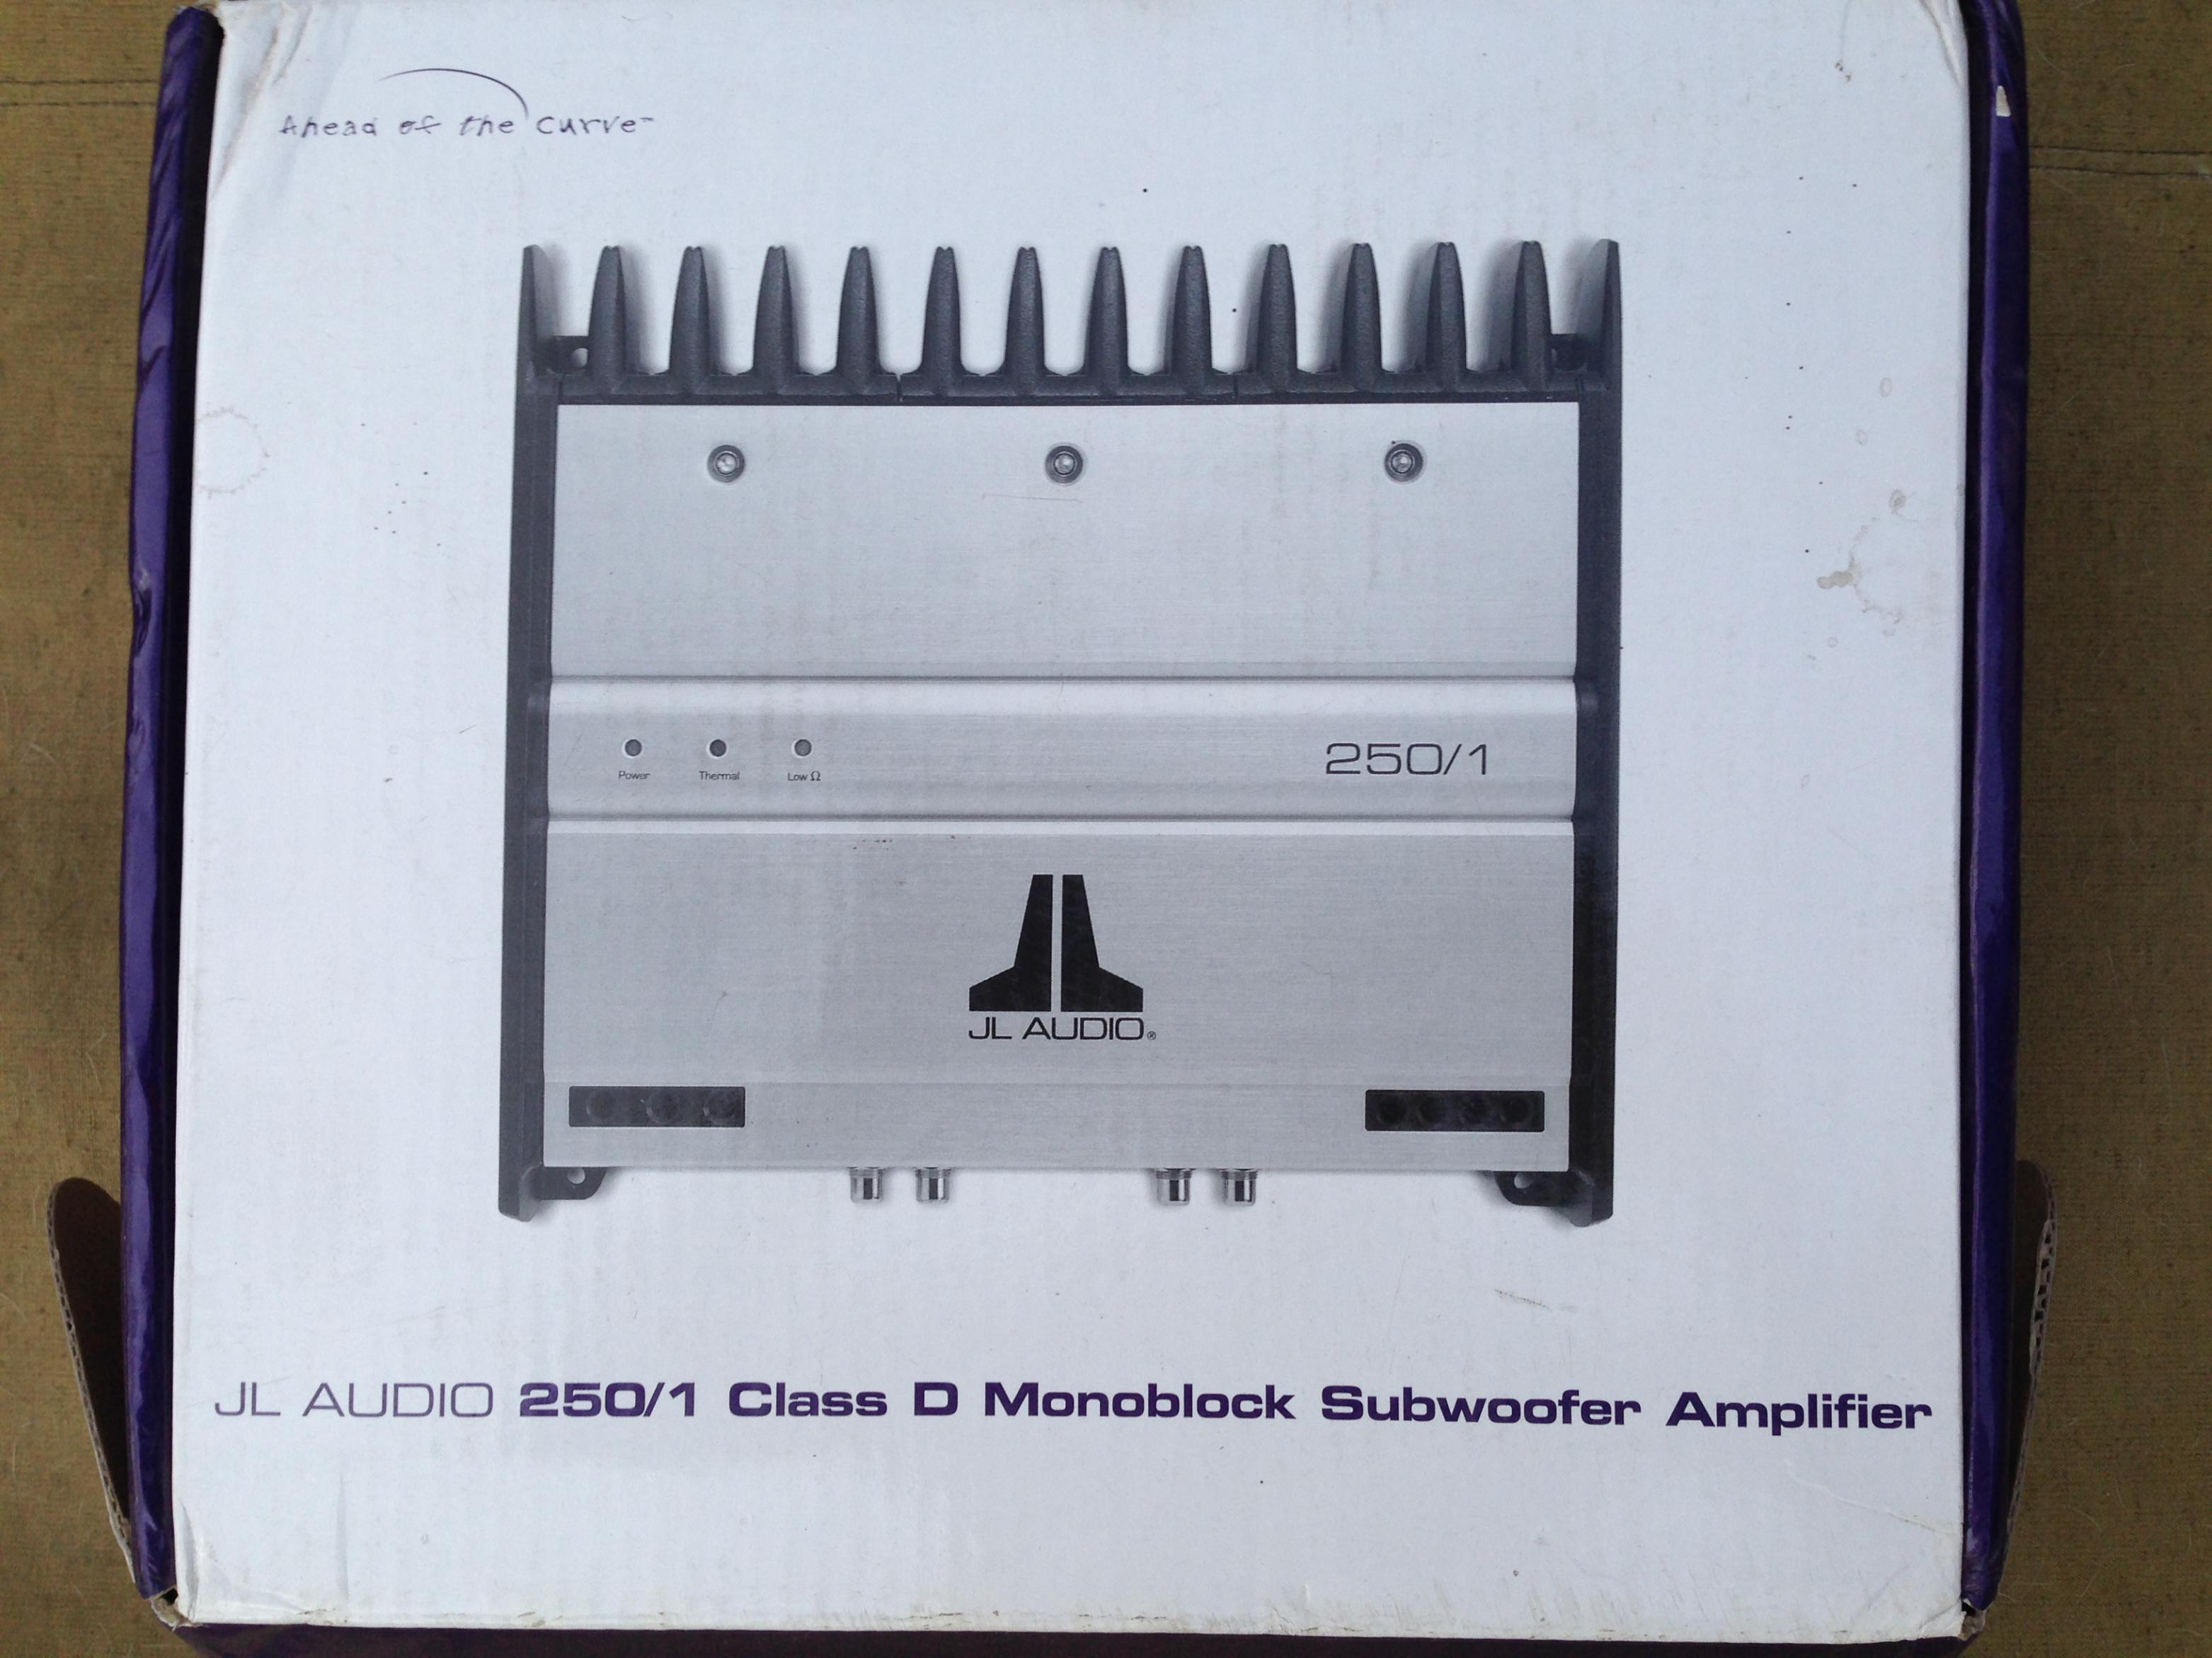 Ahead of the curve™
Power Thermal Low Ω
250/1
JL AUDIO®
JL AUDIO 250/1 Class D Monoblock Subwoofer Amplifier